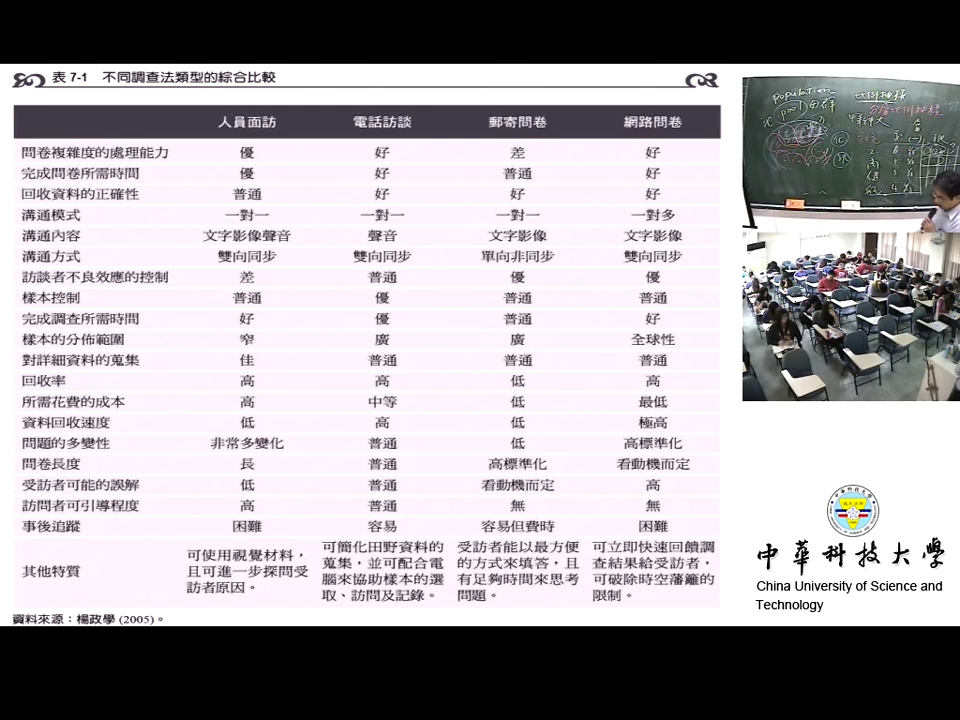 表 7-1 不同調查法類型的綜合比較
人員面訪 電話訪談 郵寄問卷 網路問卷
問卷複雜度的處理能力 優 好 差 好
完成問卷所需時間 優 好 普通 好
回收資料的正確性 普通 好 好 好
溝通模式 一對一 一對一 一對一 一對多
溝通內容 文字影像聲音 聲音 文字影像 文字影像
溝通方式 雙向同步 雙向同步 單向非同步 雙向同步
訪談者不良效應的控制 差 普通 優 優
樣本控制 普通 優 普通 普通
完成調查所需時間 好 優 普通 好
樣本的分佈範圍 窄 廣 廣 全球性
對詳細資料的蒐集 佳 普通 普通 普通
回收率 高 高 低 高
所需花費的成本 高 中等 低 最低
資料回收速度 低 高 低 極高
問題的多變性 非常多變化 普通 低 高標準化
問卷長度 長 普通 高標準化 看動機而定
受訪者可能的誤解 低 普通 看動機而定 高
訪問者可引導程度 高 普通 無 無
事後追蹤 困難 容易 容易但費時 困難
其他特質
可使用視覺材料，
且可進一步探問受
訪者原因。
可簡化田野資料的
蒐集，並可配合電
腦來協助樣本的選
取、訪問及記錄。
受訪者能以最方便
的方式來填答，且
有足夠時間來思考
問題。
可立即快速回饋調
查結果給受訪者，
可破除時空藩籬的
限制。
資料來源：楊政學 (2005)。
population
母群
中華科技大學
China University of Science and
Technology